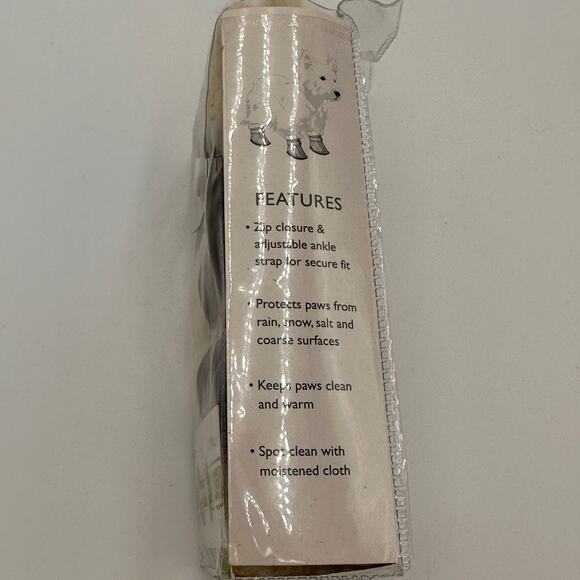 FEATURES
• Zip closure &
adjustable ankle
strap for secure fit
• Protects paws from
rain, snow, salt and
coarse surfaces
• Keeps paws clean
and warm
• Spot clean with
moistened cloth